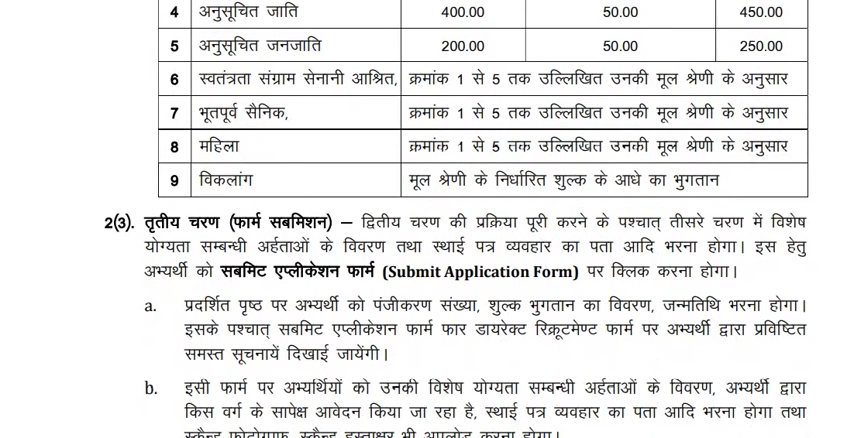 4 अनुसूचित जाति 400.00 50.00 450.00
5 अनुसूचित जनजाति 200.00 50.00 250.00
6 स्वतंत्रता संग्राम सेनानी आश्रित, क्रमांक 1 से 5 तक उल्लिखित उनकी मूल श्रेणी के अनुसार
7 भूतपूर्व सैनिक, क्रमांक 1 से 5 तक उल्लिखित उनकी मूल श्रेणी के अनुसार
8 महिला क्रमांक 1 से 5 तक उल्लिखित उनकी मूल श्रेणी के अनुसार
9 विकलांग मूल श्रेणी के निर्धारित शुल्क के आधे का भुगतान
2(3). तृतीय चरण (फार्म सबमिशन) – द्वितीय चरण की प्रक्रिया पूरी करने के पश्चात् तीसरे चरण में विशेष
योग्यता सम्बन्धी अर्हताओं के विवरण तथा स्थाई पत्र व्यवहार का पता आदि भरना होगा। इस हेतु
अभ्यर्थी को सबमिट एप्लीकेशन फार्म (Submit Application Form) पर क्लिक करना होगा।
a. प्रदर्शित पृष्ठ पर अभ्यर्थी को पंजीकरण संख्या, शुल्क भुगतान का विवरण, जन्मतिथि भरना होगा।
इसके पश्चात् सबमिट एप्लीकेशन फार्म फार डायरेक्ट रिक्रूटमेण्ट फार्म पर अभ्यर्थी द्वारा प्रविष्टित
समस्त सूचनायें दिखाई जायेंगी।
b. इसी फार्म पर अभ्यर्थियों को उनकी विशेष योग्यता सम्बन्धी अर्हताओं के विवरण, अभ्यर्थी द्वारा
किस वर्ग के सापेक्ष आवेदन किया जा रहा है, स्थाई पत्र व्यवहार का पता आदि भरना होगा तथा
स्कैन्ड फोटोग्राफ, स्कैन्ड हस्ताक्षर भी अपलोड करना होगा।